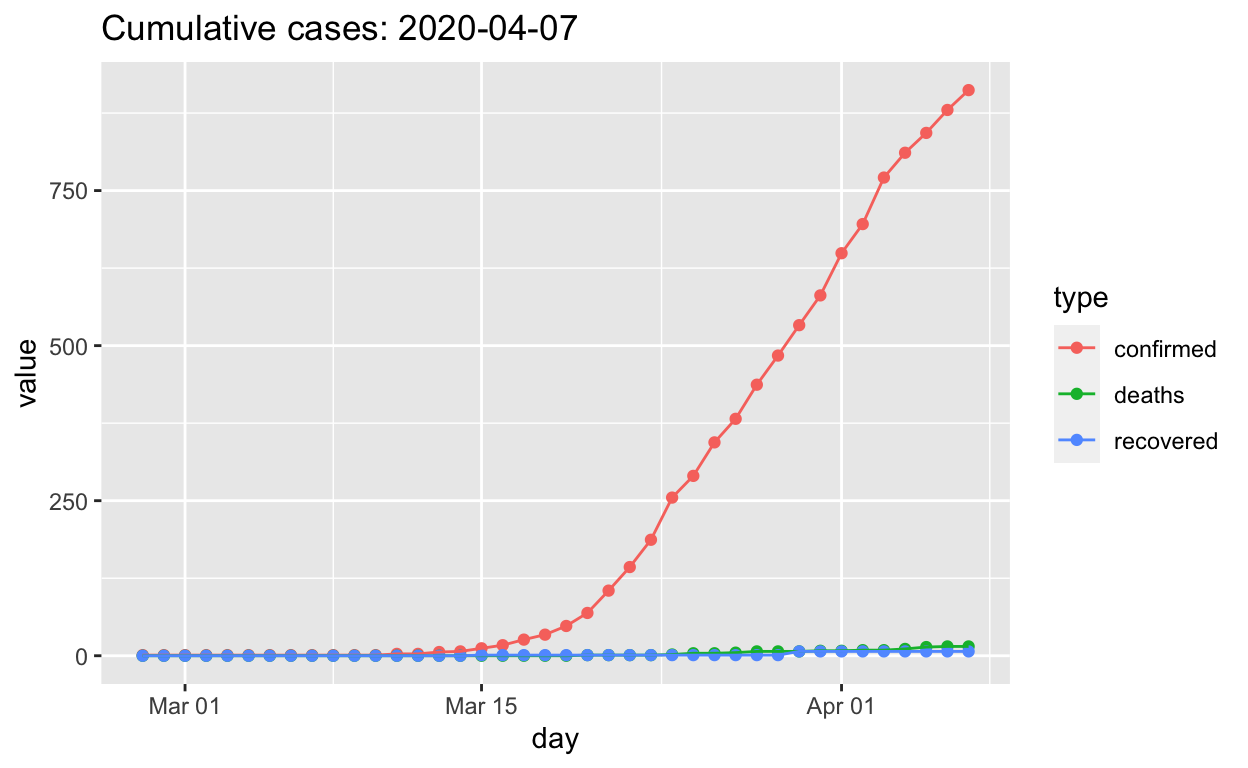 Cumulative cases: 2020-04-07
value
750
500
250
0
Mar 01
Mar 15
Apr 01
day
type
confirmed
deaths
recovered